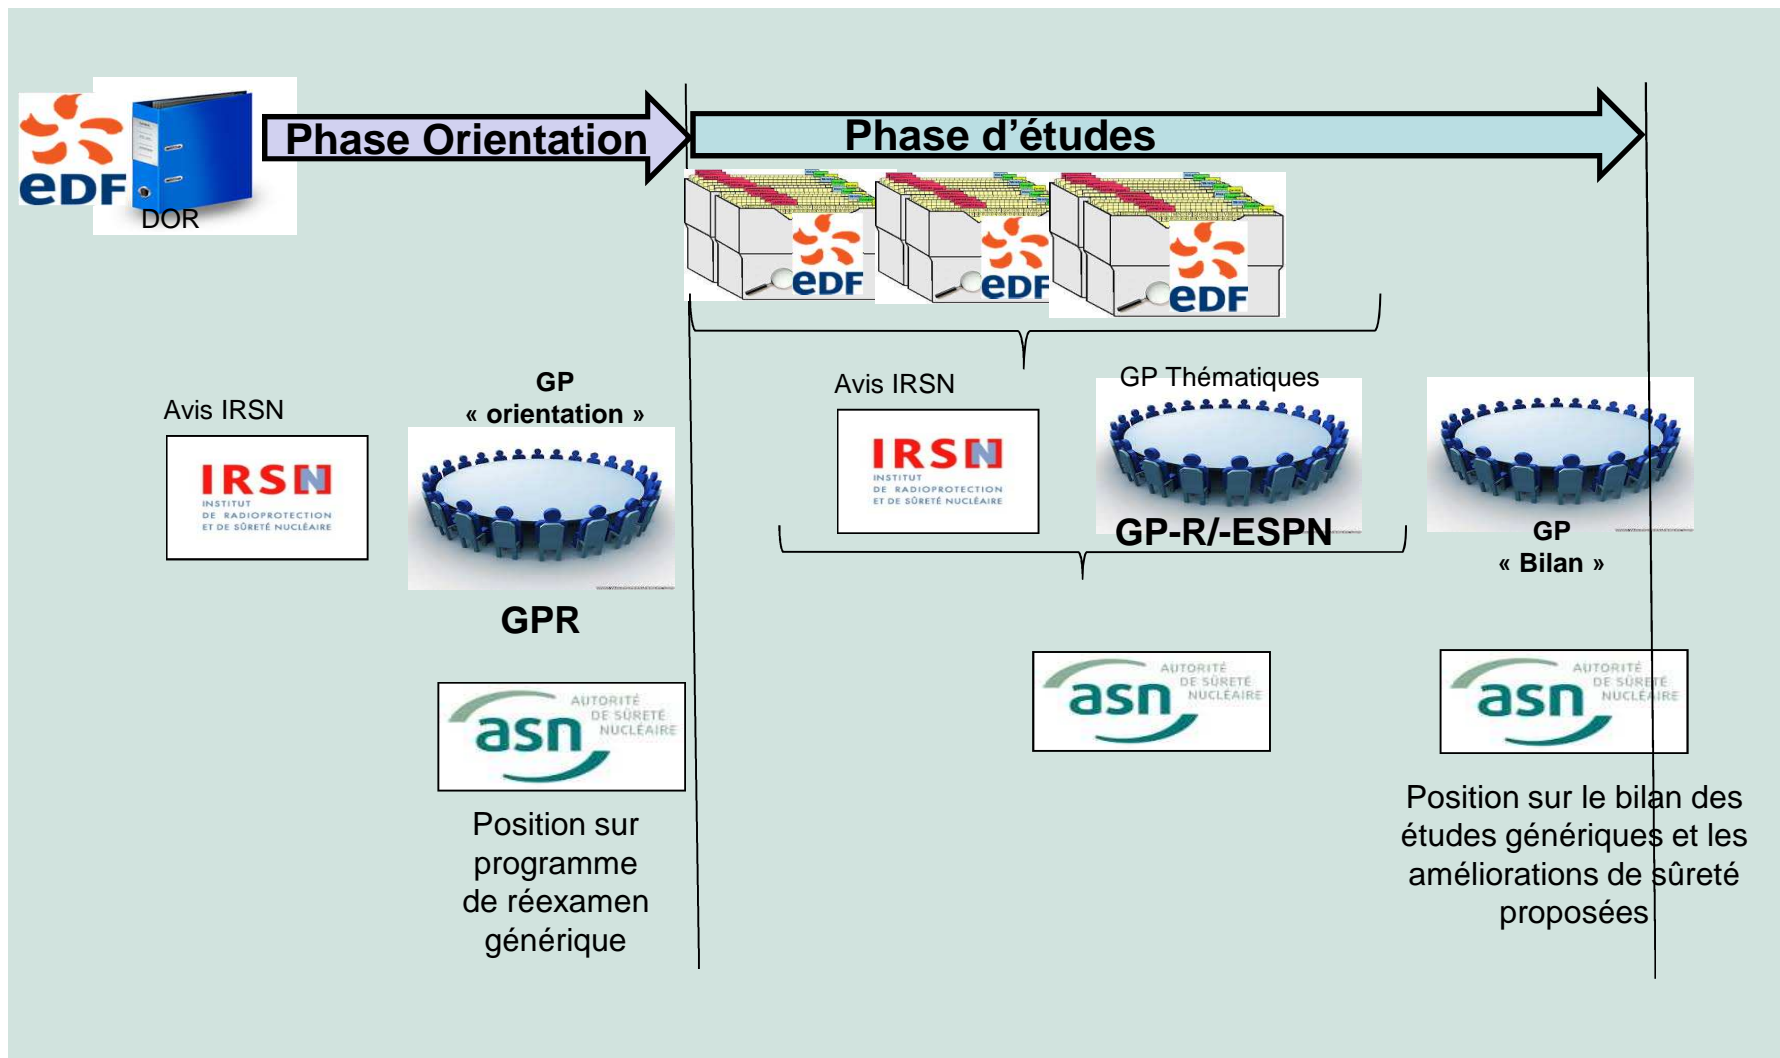 eDF
DOR
Phase Orientation
Phase d’études
eDF
eDF
eDF
Avis IRSN
IRSN
INSTITUT
DE RADIOPROTECTION
ET DE SÛRETÉ NUCLÉAIRE
GP
« orientation »
GPR
asn
AUTORITÉ
DE SÛRETÉ
NUCLÉAIRE
Position sur
programme
de réexamen
générique
Avis IRSN
IRSN
INSTITUT
DE RADIOPROTECTION
ET DE SÛRETÉ NUCLÉAIRE
GP Thématiques
GP-R/-ESPN
asn
AUTORITÉ
DE SÛRETÉ
NUCLÉAIRE
GP
« Bilan »
asn
AUTORITÉ
DE SÛRETÉ
NUCLÉAIRE
Position sur le bilan des
études génériques et les
améliorations de sûreté
proposées